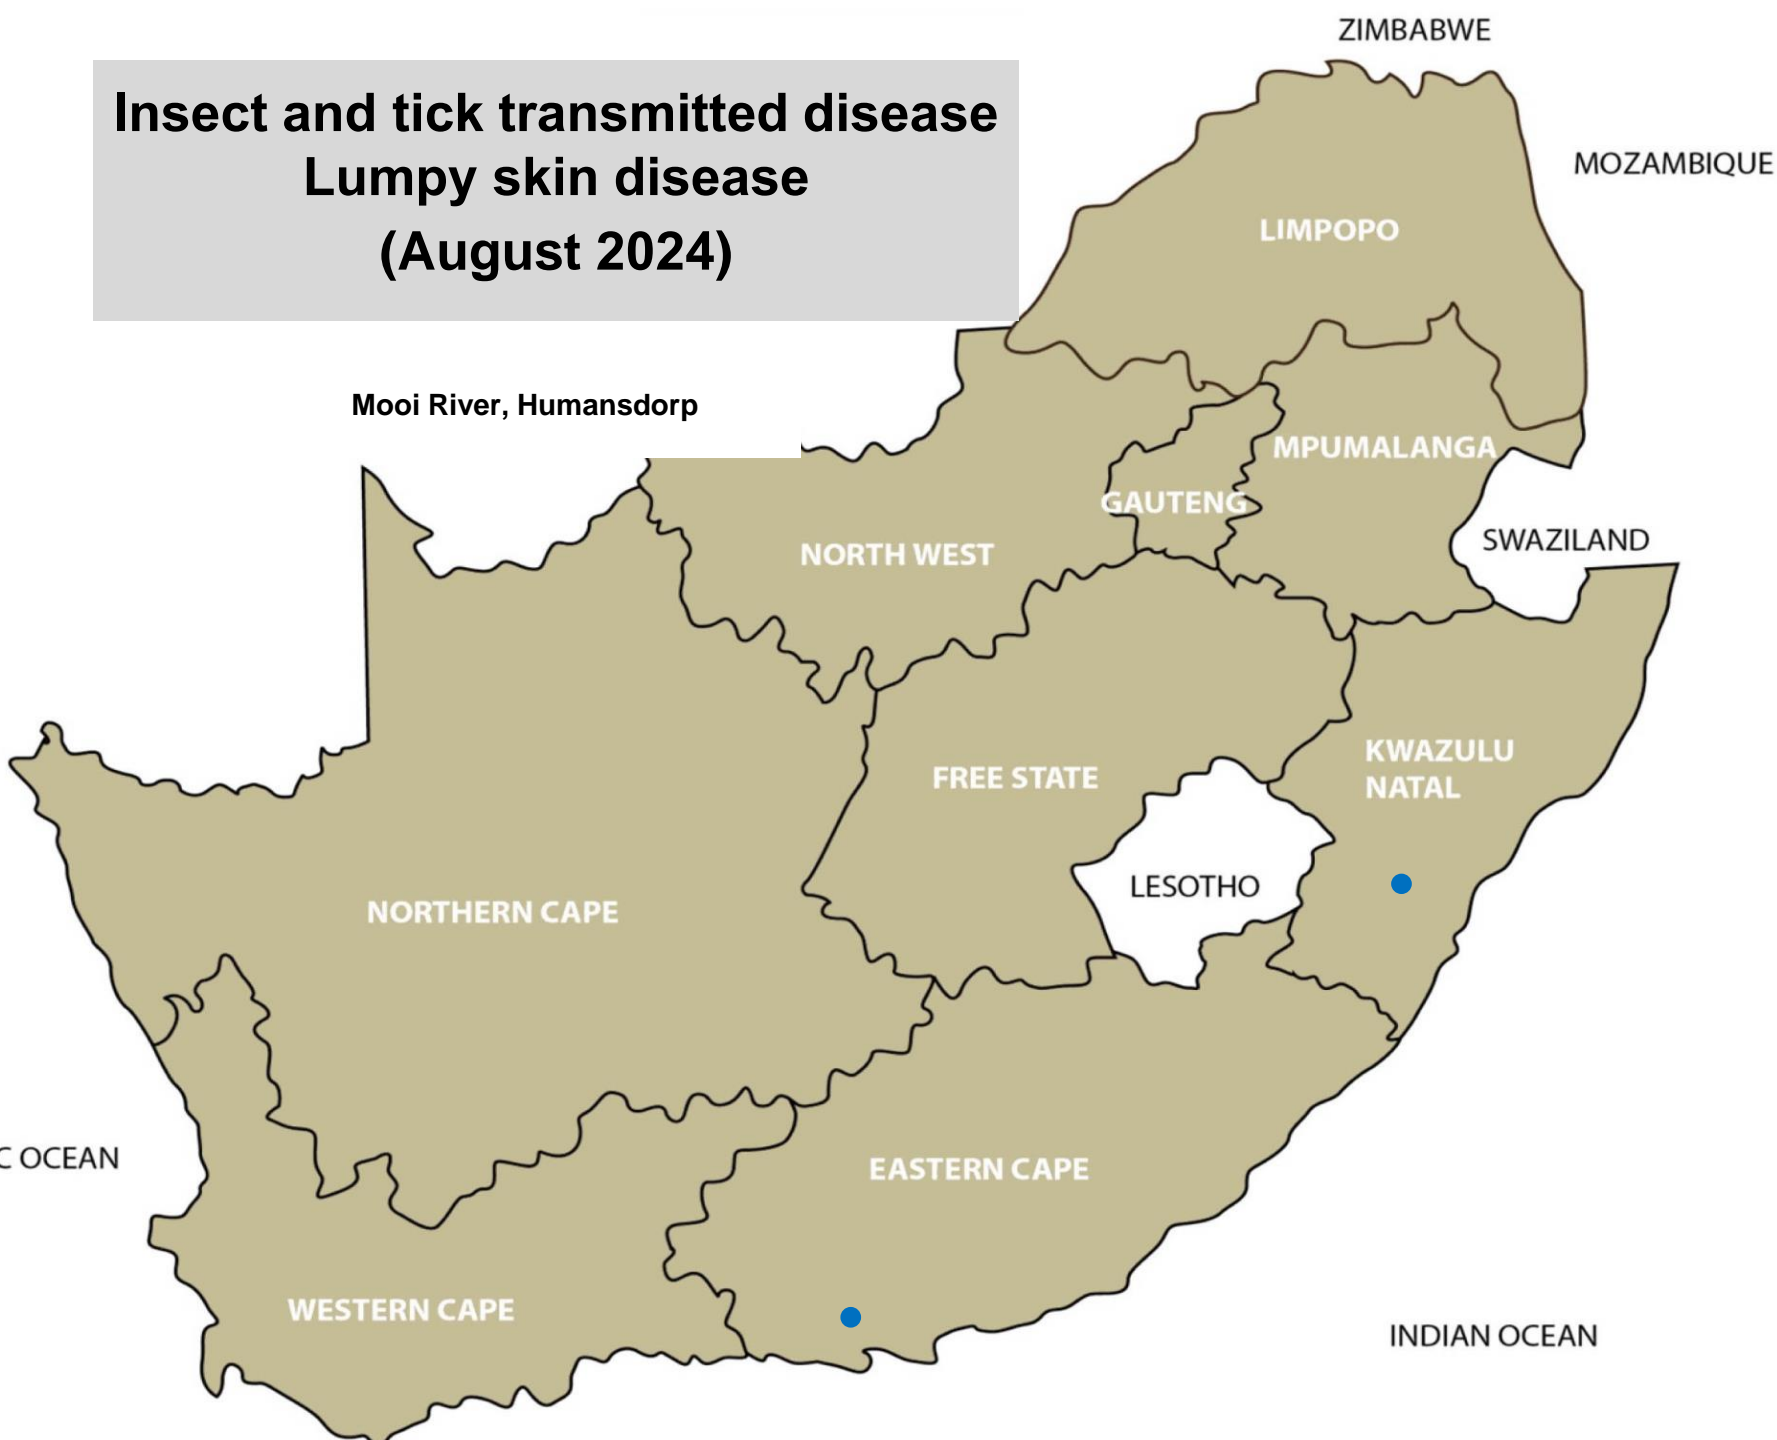 ZIMBABWE
Insect and tick transmitted disease
Lumpy skin disease
(August 2024)
MOZAMBIQUE
LIMPOPO
Mooi River, Humansdorp
MPUMALANGA
GAUTENG
SWAZILAND
NORTH WEST
KWAZULU
NATAL
FREE STATE
LESOTHO
NORTHERN CAPE
C OCEAN
EASTERN CAPE
WESTERN CAPE
INDIAN OCEAN